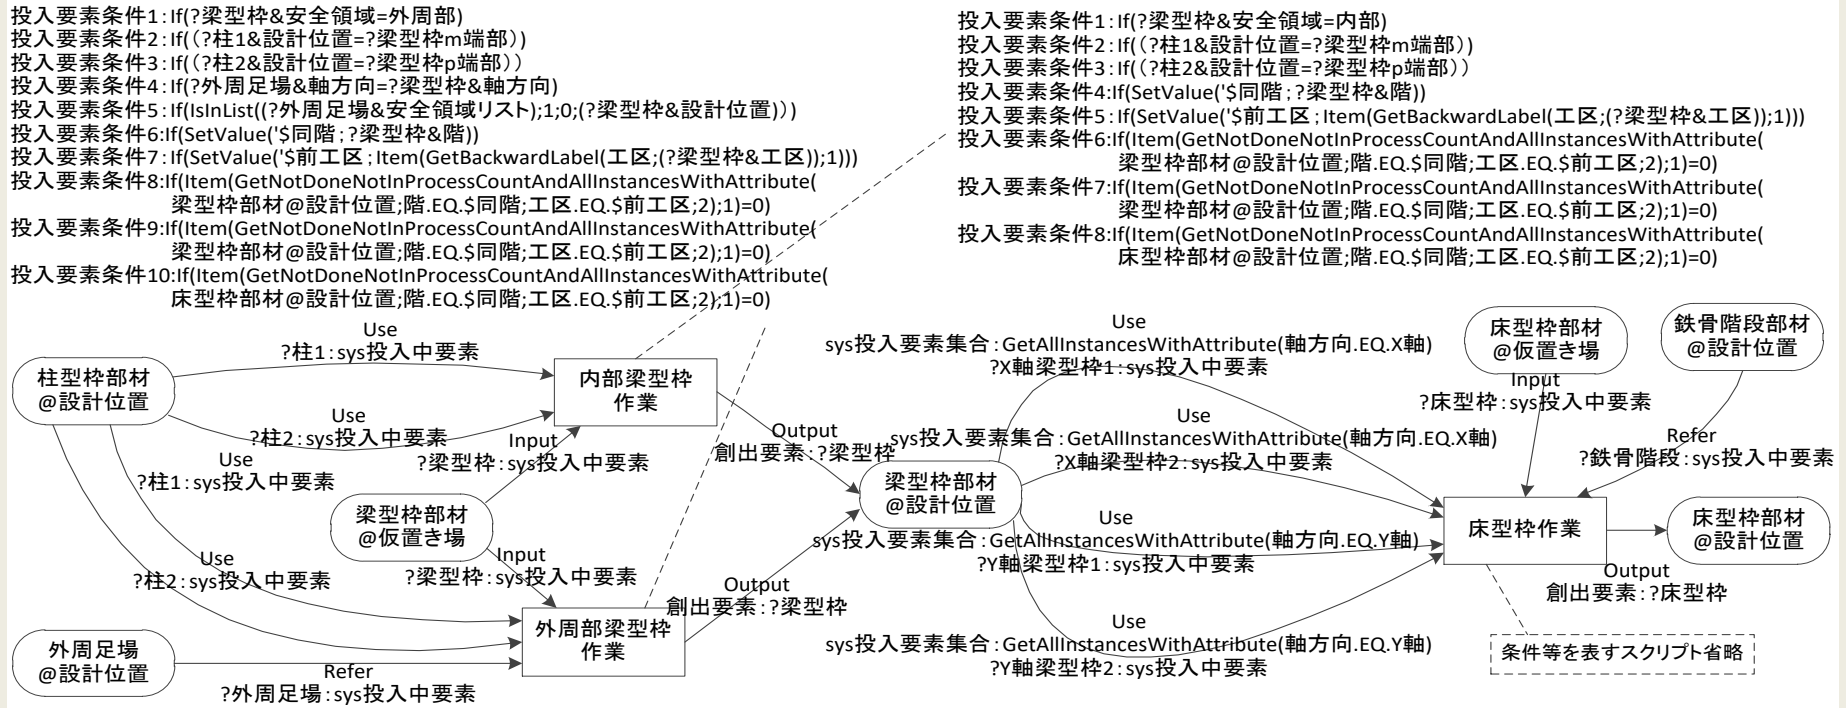 投入要素条件1:If(?梁型枠&安全領域=外周部)
投入要素条件2:If((?柱1&設計位置=?梁型枠m端部))
投入要素条件3:If((?柱2&設計位置=?梁型枠p端部))
投入要素条件4:If(?外周足場&軸方向=?梁型枠&軸方向)
投入要素条件5:If(IsInList((?外周足場&安全領域リスト);1;0;(?梁型枠&設計位置)))
投入要素条件6:If(SetValue('$同階;?梁型枠&階))
投入要素条件7:If(SetValue('$前工区;Item(GetBackwardLabel(工区;(?梁型枠&工区));1)))
投入要素条件8:If(Item(GetNotDoneNotInProcessCountAndAllInstancesWithAttribute(
梁型枠部材@設計位置;階.EQ.$同階;工区.EQ.$前工区;2);1)=0)
投入要素条件9:If(Item(GetNotDoneNotInProcessCountAndAllInstancesWithAttribute(
梁型枠部材@設計位置;階.EQ.$同階;工区.EQ.$前工区;2);1)=0)
投入要素条件10:If(Item(GetNotDoneNotInProcessCountAndAllInstancesWithAttribute(
床型枠部材@設計位置;階.EQ.$同階;工区.EQ.$前工区;2);1)=0)
投入要素条件1:If(?梁型枠&安全領域=内部)
投入要素条件2:If((?柱1&設計位置=?梁型枠m端部))
投入要素条件3:If((?柱2&設計位置=?梁型枠p端部))
投入要素条件4:If(SetValue('$同階;?梁型枠&階))
投入要素条件5:If(SetValue('$前工区;Item(GetBackwardLabel(工区;(?梁型枠&工区));1)))
投入要素条件6:If(Item(GetNotDoneNotInProcessCountAndAllInstancesWithAttribute(
梁型枠部材@設計位置;階.EQ.$同階;工区.EQ.$前工区;2);1)=0)
投入要素条件7:If(Item(GetNotDoneNotInProcessCountAndAllInstancesWithAttribute(
梁型枠部材@設計位置;階.EQ.$同階;工区.EQ.$前工区;2);1)=0)
投入要素条件8:If(Item(GetNotDoneNotInProcessCountAndAllInstancesWithAttribute(
床型枠部材@設計位置;階.EQ.$同階;工区.EQ.$前工区;2);1)=0)
柱型枠部材
@設計位置
Use
?柱1:sys投入中要素
Use
?柱2:sys投入中要素
Use
?柱1:sys投入中要素
Use
?柱2:sys投入中要素
内部梁型枠
作業
Input
?梁型枠:sys投入中要素
梁型枠部材
@仮置き場
Input
?梁型枠:sys投入中要素
外周部梁型枠
作業
外周足場
@設計位置
Refer
?外周足場:sys投入中要素
Output
創出要素:?梁型枠
Output
創出要素:?梁型枠
梁型枠部材
@設計位置
Use
sys投入要素集合:GetAllInstancesWithAttribute(軸方向.EQ.X軸)
?X軸梁型枠1:sys投入中要素
Use
sys投入要素集合:GetAllInstancesWithAttribute(軸方向.EQ.X軸)
?X軸梁型枠2:sys投入中要素
Use
sys投入要素集合:GetAllInstancesWithAttribute(軸方向.EQ.Y軸)
?Y軸梁型枠1:sys投入中要素
Use
sys投入要素集合:GetAllInstancesWithAttribute(軸方向.EQ.Y軸)
?Y軸梁型枠2:sys投入中要素
床型枠部材
@仮置き場
Input
?床型枠:sys投入中要素
鉄骨階段部材
@設計位置
Refer
?鉄骨階段:sys投入中要素
床型枠作業
床型枠部材
@設計位置
Output
創出要素:?床型枠
条件等を表すスクリプト省略